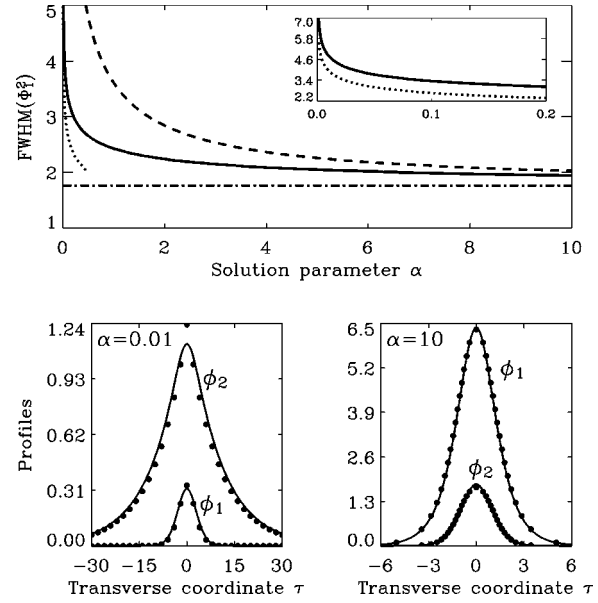 5
4
3
2
1
FWHM(Φ₁²)
7.0
5.8
4.6
3.4
2.2
0.0 0.1 0.2
0 2 4 6 8 10
Solution parameter α
1.24
0.93
0.62
0.31
0.00
Profiles
α=0.01
ϕ₂
ϕ₁
−30 −15 0 15 30
Transverse coordinate τ
6.5
5.2
3.9
2.6
1.3
0.0
α=10
ϕ₁
ϕ₂
−6 −3 0 3 6
Transverse coordinate τ